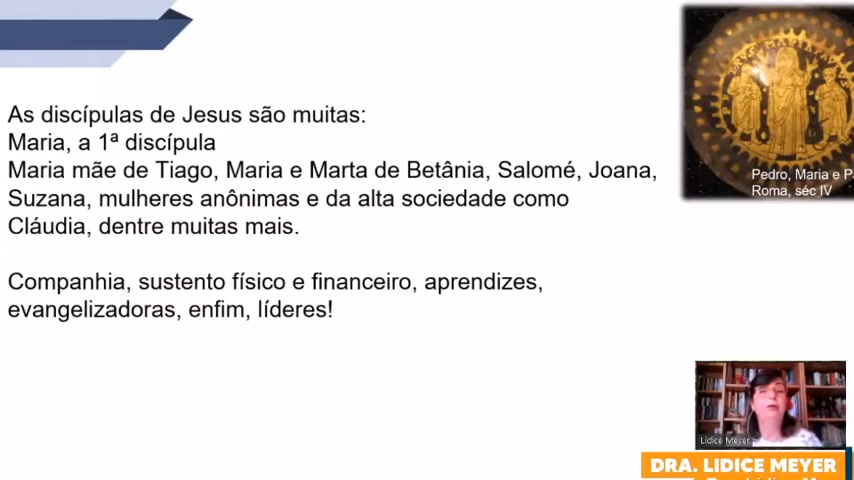 As discípulas de Jesus são muitas:
Maria, a 1ª discípula
Maria mãe de Tiago, Maria e Marta de Betânia, Salomé, Joana,
Suzana, mulheres anônimas e da alta sociedade como
Cláudia, dentre muitas mais.
Companhia, sustento físico e financeiro, aprendizes,
evangelizadoras, enfim, líderes!
MARIA
Pedro, Maria e
Roma, séc IV
Lidice Meyer
DRA. LIDICE MEYER